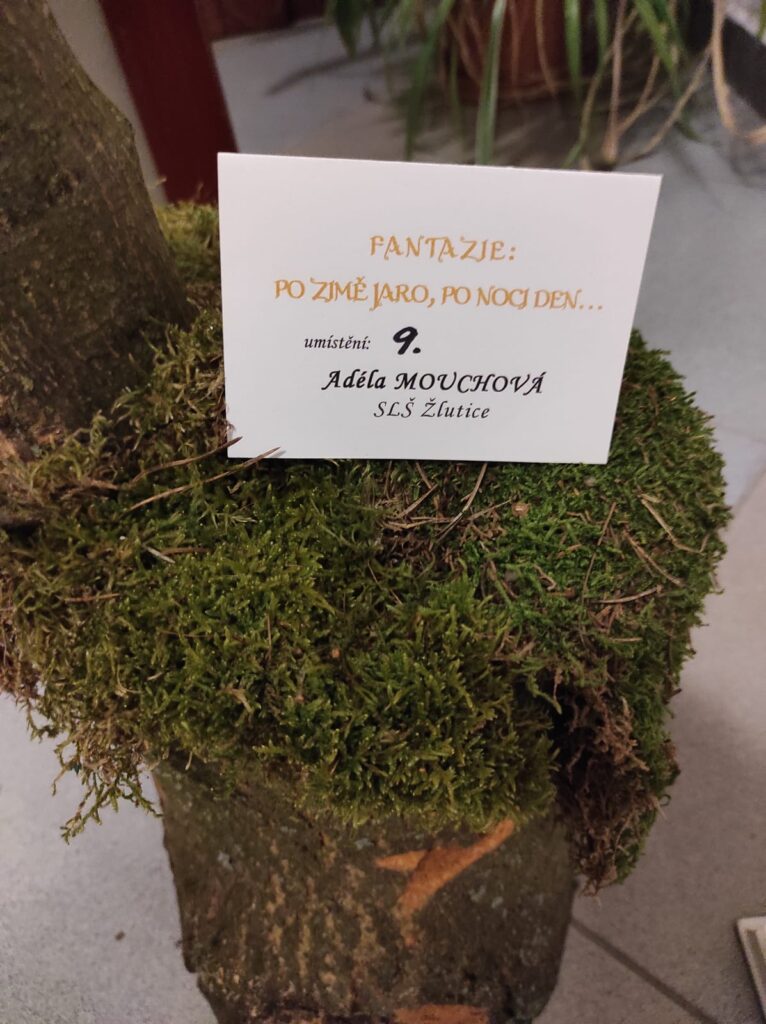 FANTAZIE:
PO ZIMĚ JARO, PO NOCI DEN...
umístění: 9.
Adéla MOUCHOVÁ
SLŠ Žlutice